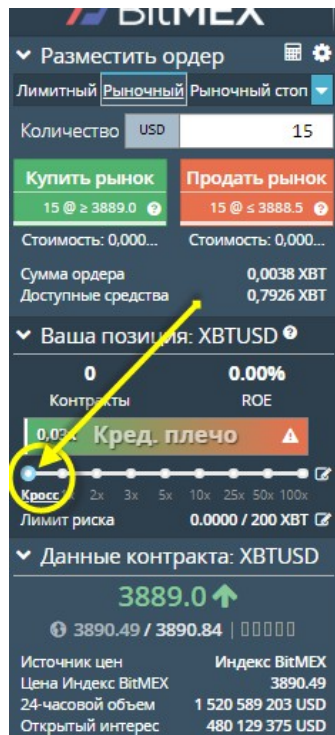 BitMEX
Разместить ордер
Лимитный Рыночный Рыночный стоп
Количество USD 15
Купить рынок Продать рынок
15 @ ≥ 3889.0 ? 15 @ ≤ 3888.5 ?
Стоимость: 0,000... Стоимость: 0,000...
Сумма ордера 0,0038 XBT
Доступные средства 0,7926 XBT
Ваша позиция: XBTUSD ?
0 0.00%
Контракты ROE
Кред. плечо
Кросс 2x 3x 5x 10x 25x 50x 100x
Лимит риска 0.0000 / 200 XBT
Данные контракта: XBTUSD
3889.0
3890.49 / 3890.84 |
Источник цен Индекс BitMEX
Цена Индекс BitMEX 3890.49
24-часовой объем 1 520 589 203 USD
Открытый интерес 480 129 375 USD